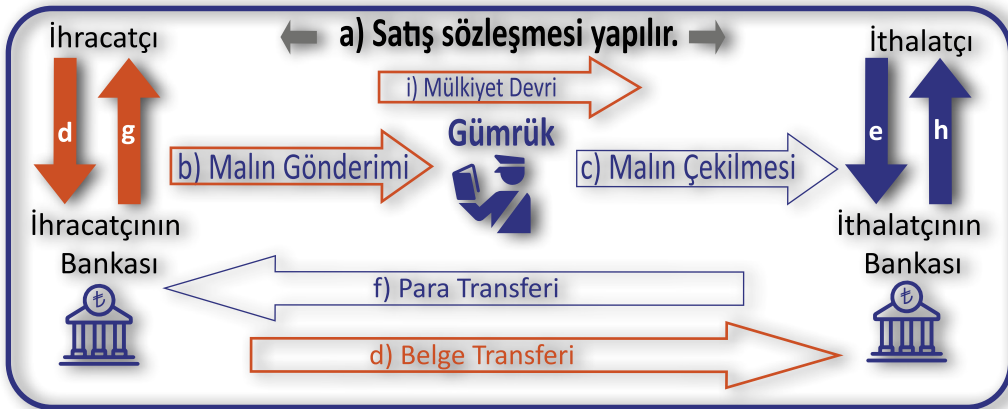 İhracatçı
a) Satış sözleşmesi yapılır.
İthalatçı
i) Mülkiyet Devri
d
g
Gümrük
e
h
b) Malın Gönderimi
c) Malın Çekilmesi
İhracatçının
Bankası
İthalatçının
Bankası
f) Para Transferi
₺
₺
d) Belge Transferi